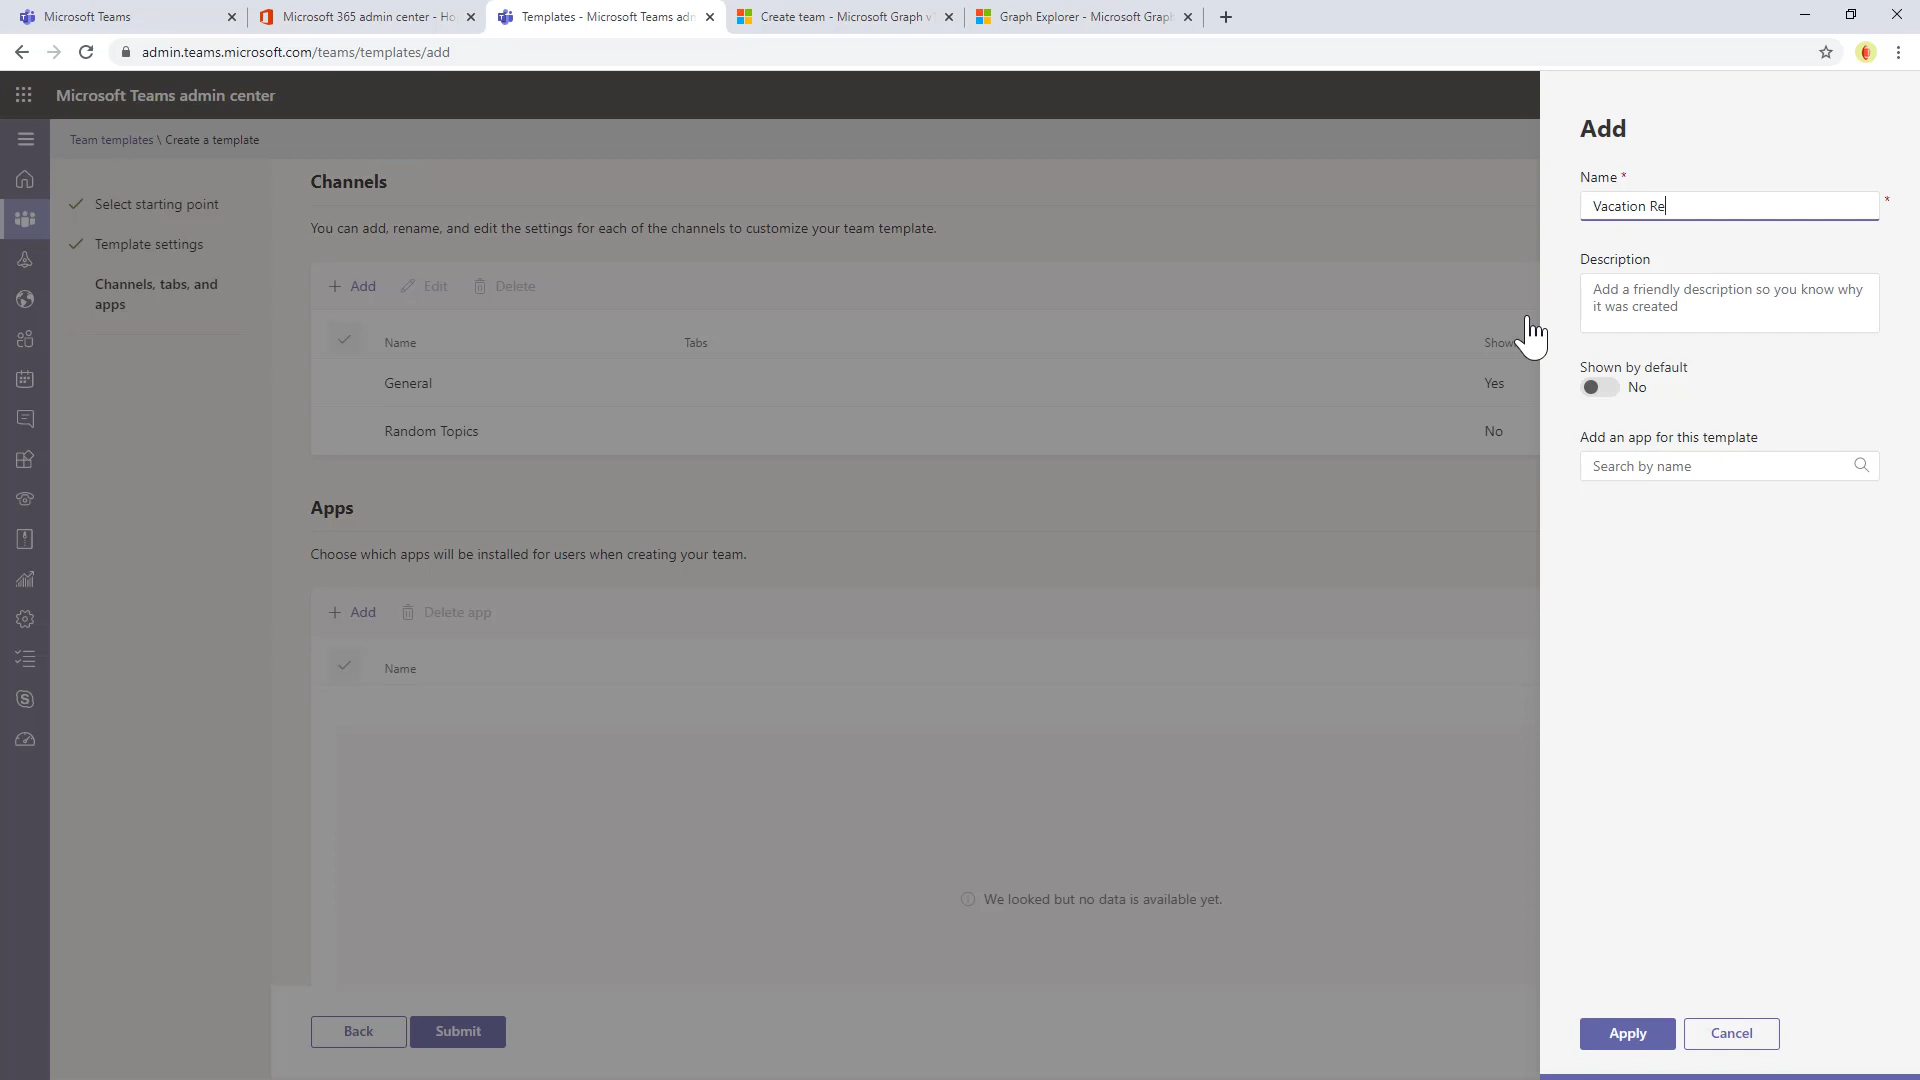 Microsoft Teams
Microsoft 365 admin center - Ho
Templates - Microsoft Teams adm
Create team - Microsoft Graph v
Graph Explorer - Microsoft Grap
admin.teams.microsoft.com/teams/templates/add
Microsoft Teams admin center
Team templates \ Create a template
Select starting point
Template settings
Channels, tabs, and
apps
Channels
You can add, rename, and edit the settings for each of the channels to customize your team template.
Add Edit Delete
Name Tabs Show
General Yes
Random Topics No
Apps
Choose which apps will be installed for users when creating your team.
Add Delete app
Name
We looked but no data is available yet.
Back Submit
Add
Name *
Vacation Re *
Description
Add a friendly description so you know why
it was created
Shown by default
No
Add an app for this template
Search by name
Apply Cancel